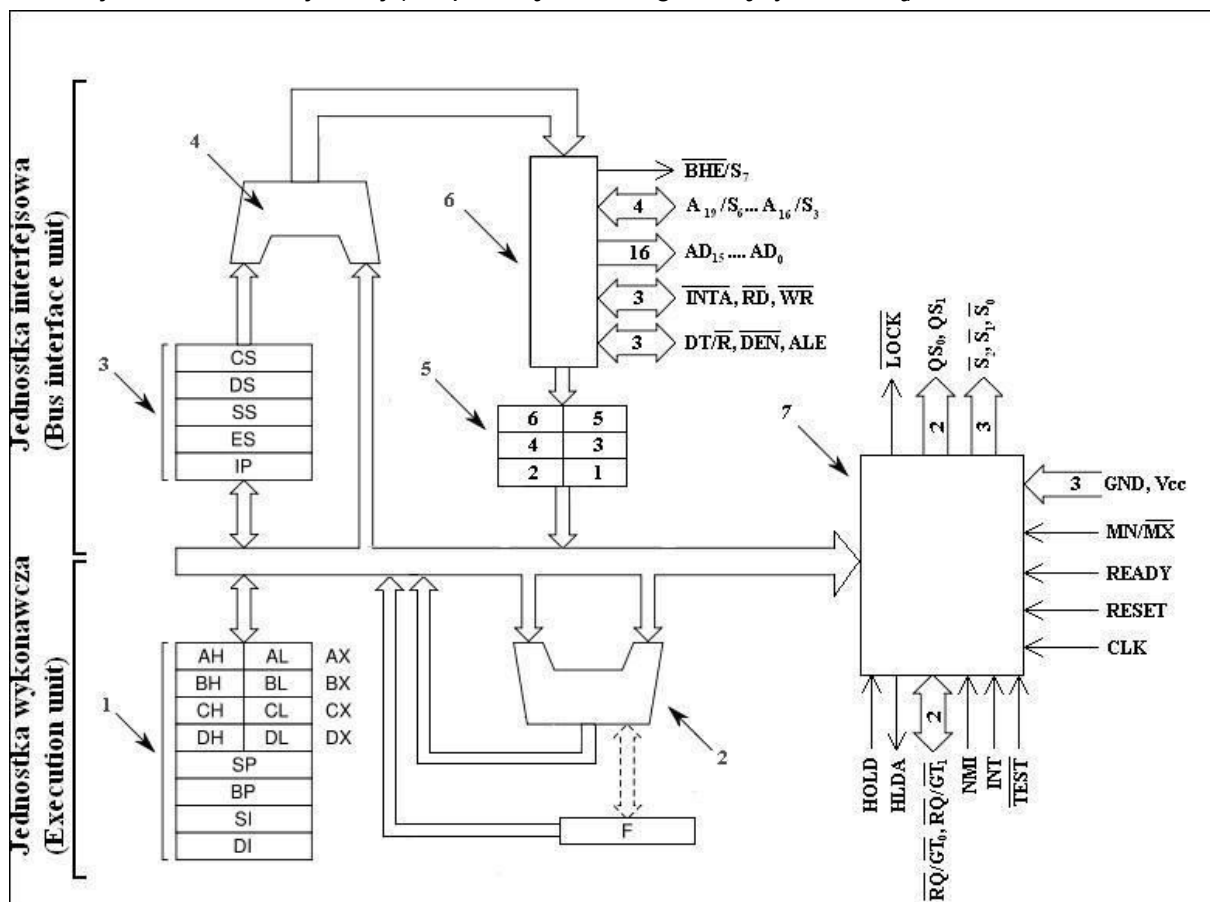 Jednostka interfejsowa
(Bus interface unit)
4
6
BHE/S7
4 A19/S6... A16/S3
16 AD15 .... AD0
3 INTA, RD, WR
3 DT/R, DEN, ALE
3
CS
DS
SS
ES
IP
5
6 5
4 3
2 1
LOCK
QS0, QS1
2
S2, S1, S0
3
7
3 GND, Vcc
MN/MX
READY
RESET
CLK
HOLD
HLDA
2
RQ/GT0, RQ/GT1
NMI
INT
TEST
Jednostka wykonawcza
(Execution unit)
1
AH AL AX
BH BL BX
CH CL CX
DH DL DX
SP
BP
SI
DI
2
F